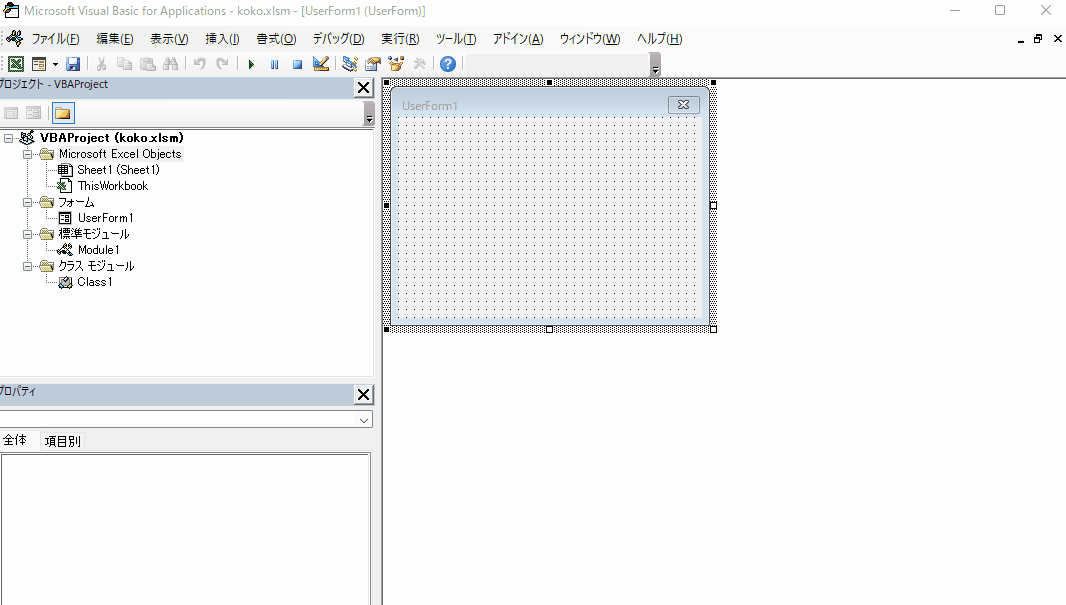 Microsoft Visual Basic for Applications - koko.xlsm - [UserForm1 (UserForm)]
ファイル(F) 編集(E) 表示(V) 挿入(I) 書式(O) デバッグ(D) 実行(R) ツール(T) アドイン(A) ウィンドウ(W) ヘルプ(H)
プロジェクト - VBAProject
VBAProject (koko.xlsm)
Microsoft Excel Objects
Sheet1 (Sheet1)
ThisWorkbook
フォーム
UserForm1
標準モジュール
Module1
クラス モジュール
Class1
プロパティ
全体 項目別
UserForm1